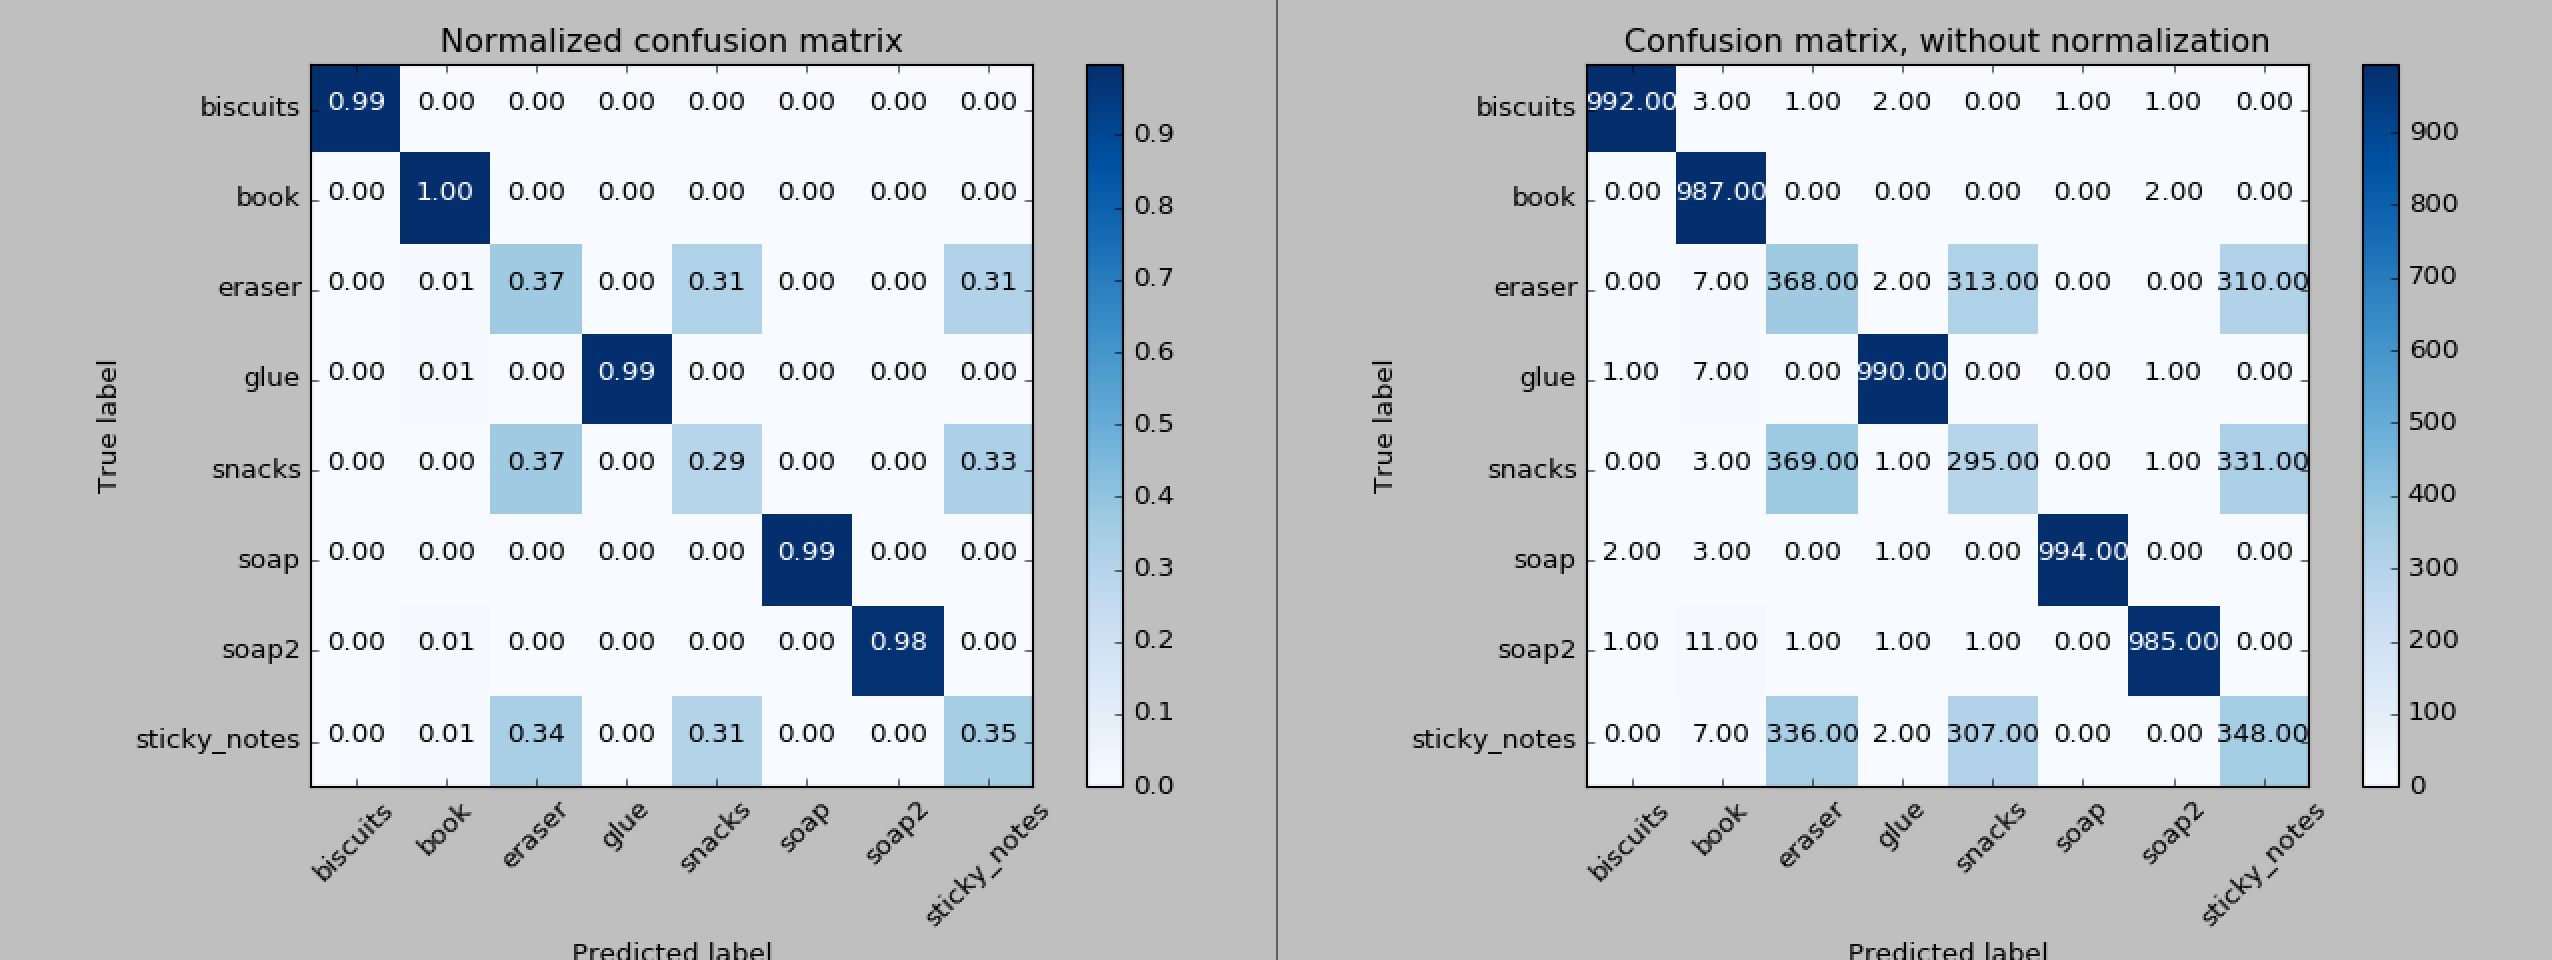 Normalized confusion matrix
biscuits 0.99 0.00 0.00 0.00 0.00 0.00 0.00 0.00
book 0.00 1.00 0.00 0.00 0.00 0.00 0.00 0.00
eraser 0.00 0.01 0.37 0.00 0.31 0.00 0.00 0.31
glue 0.00 0.01 0.00 0.99 0.00 0.00 0.00 0.00
snacks 0.00 0.00 0.37 0.00 0.29 0.00 0.00 0.33
soap 0.00 0.00 0.00 0.00 0.00 0.99 0.00 0.00
soap2 0.00 0.01 0.00 0.00 0.00 0.00 0.98 0.00
sticky_notes 0.00 0.01 0.34 0.00 0.31 0.00 0.00 0.35
True label
biscuits book eraser glue snacks soap soap2 sticky_notes
Predicted label
0.9
0.8
0.7
0.6
0.5
0.4
0.3
0.2
0.1
0.0
Confusion matrix, without normalization
biscuits 992.00 3.00 1.00 2.00 0.00 1.00 1.00 0.00
book 0.00 987.00 0.00 0.00 0.00 0.00 2.00 0.00
eraser 0.00 7.00 368.00 2.00 313.00 0.00 0.00 310.00
glue 1.00 7.00 0.00 990.00 0.00 0.00 1.00 0.00
snacks 0.00 3.00 369.00 1.00 295.00 0.00 1.00 331.00
soap 2.00 3.00 0.00 1.00 0.00 994.00 0.00 0.00
soap2 1.00 11.00 1.00 1.00 1.00 0.00 985.00 0.00
sticky_notes 0.00 7.00 336.00 2.00 307.00 0.00 0.00 348.00
True label
biscuits book eraser glue snacks soap soap2 sticky_notes
Predicted label
900
800
700
600
500
400
300
200
100
0